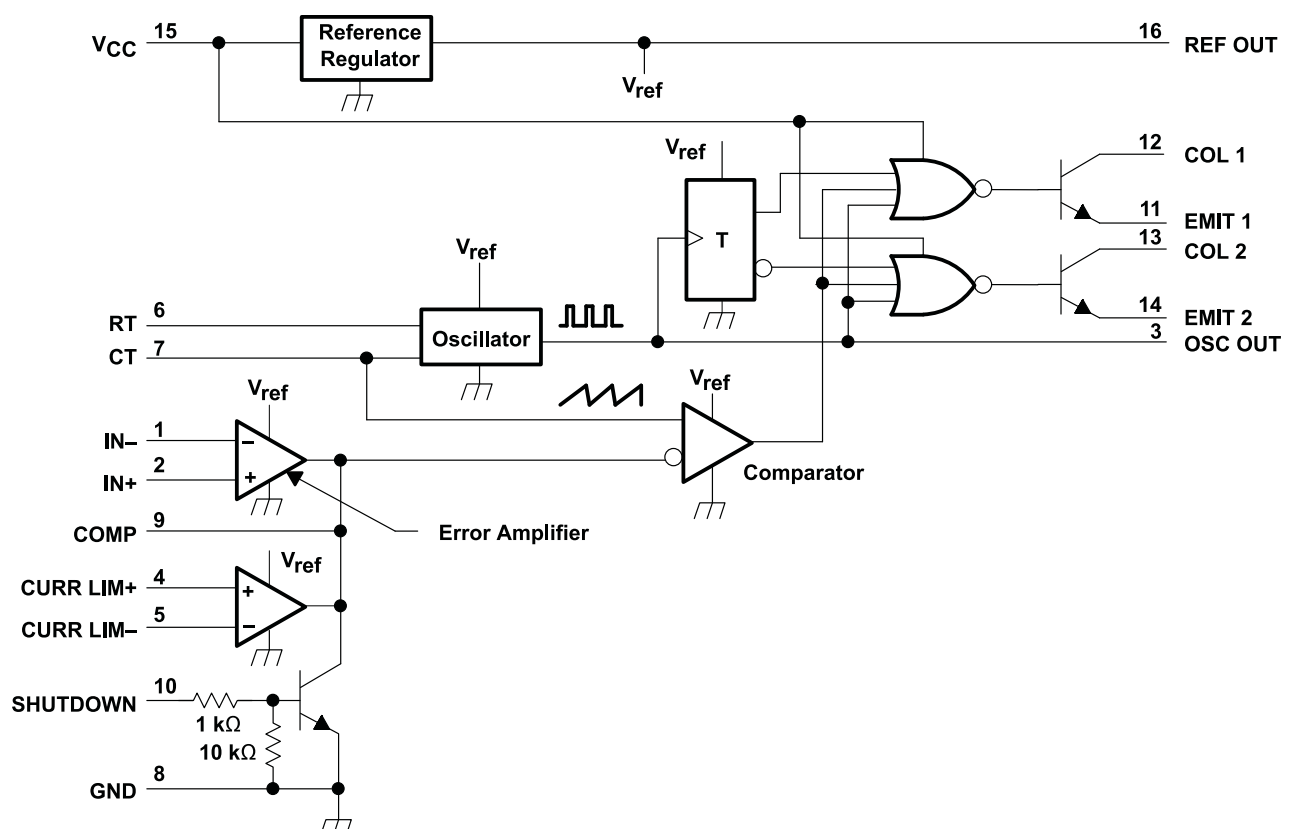 VCC 15
Reference
Regulator
16 REF OUT
Vref
Vref
12 COL 1
11 EMIT 1
T
13 COL 2
14 EMIT 2
3 OSC OUT
Vref
RT 6
Oscillator
CT 7
Vref
Vref
IN– 1
–
IN+ 2
+
Comparator
COMP 9
Error Amplifier
Vref
CURR LIM+ 4
+
CURR LIM– 5
–
SHUTDOWN 10
1 kΩ
10 kΩ
GND 8